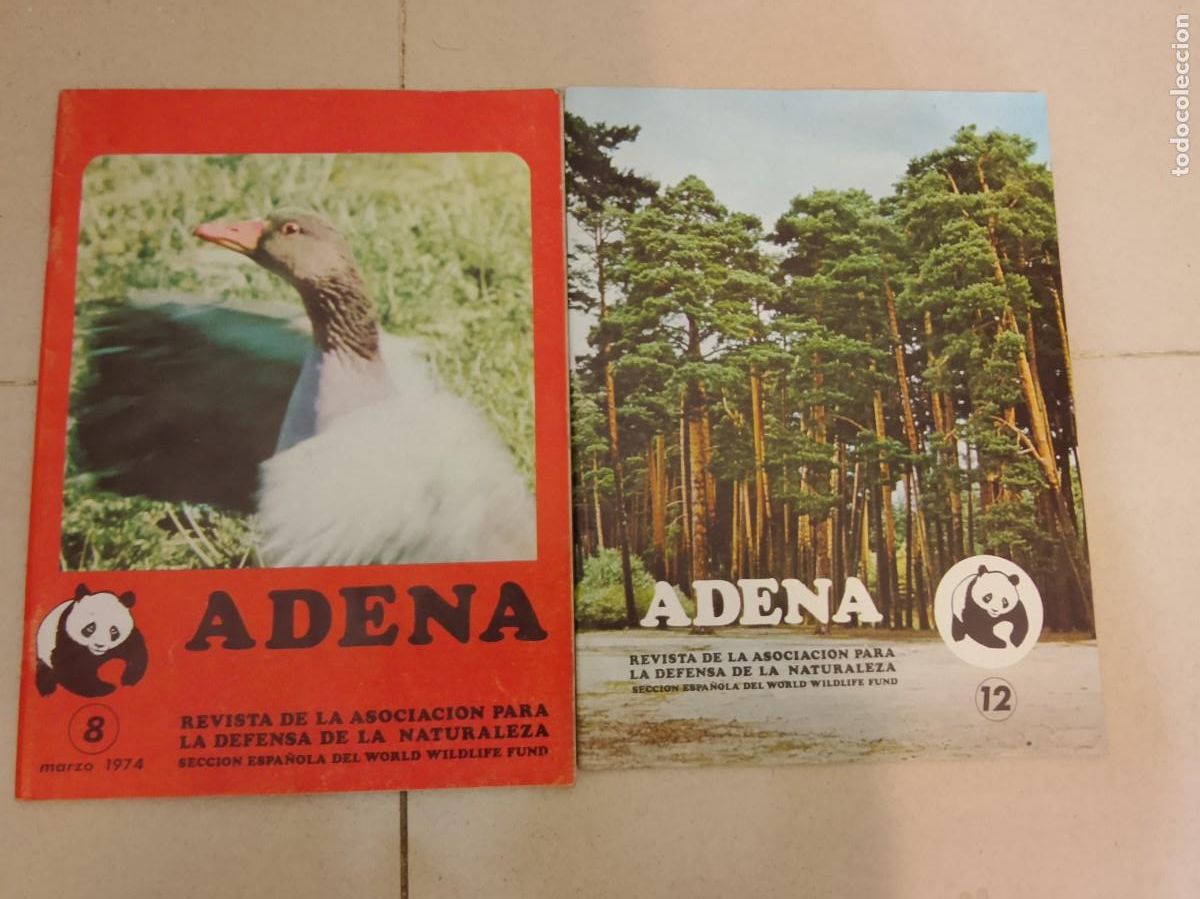 ADENA
8
marzo 1974
REVISTA DE LA ASOCIACION PARA
LA DEFENSA DE LA NATURALEZA
SECCION ESPAÑOLA DEL WORLD WILDLIFE FUND
ADENA
REVISTA DE LA ASOCIACION PARA
LA DEFENSA DE LA NATURALEZA
SECCION ESPAÑOLA DEL WORLD WILDLIFE FUND
12
todocoleccion